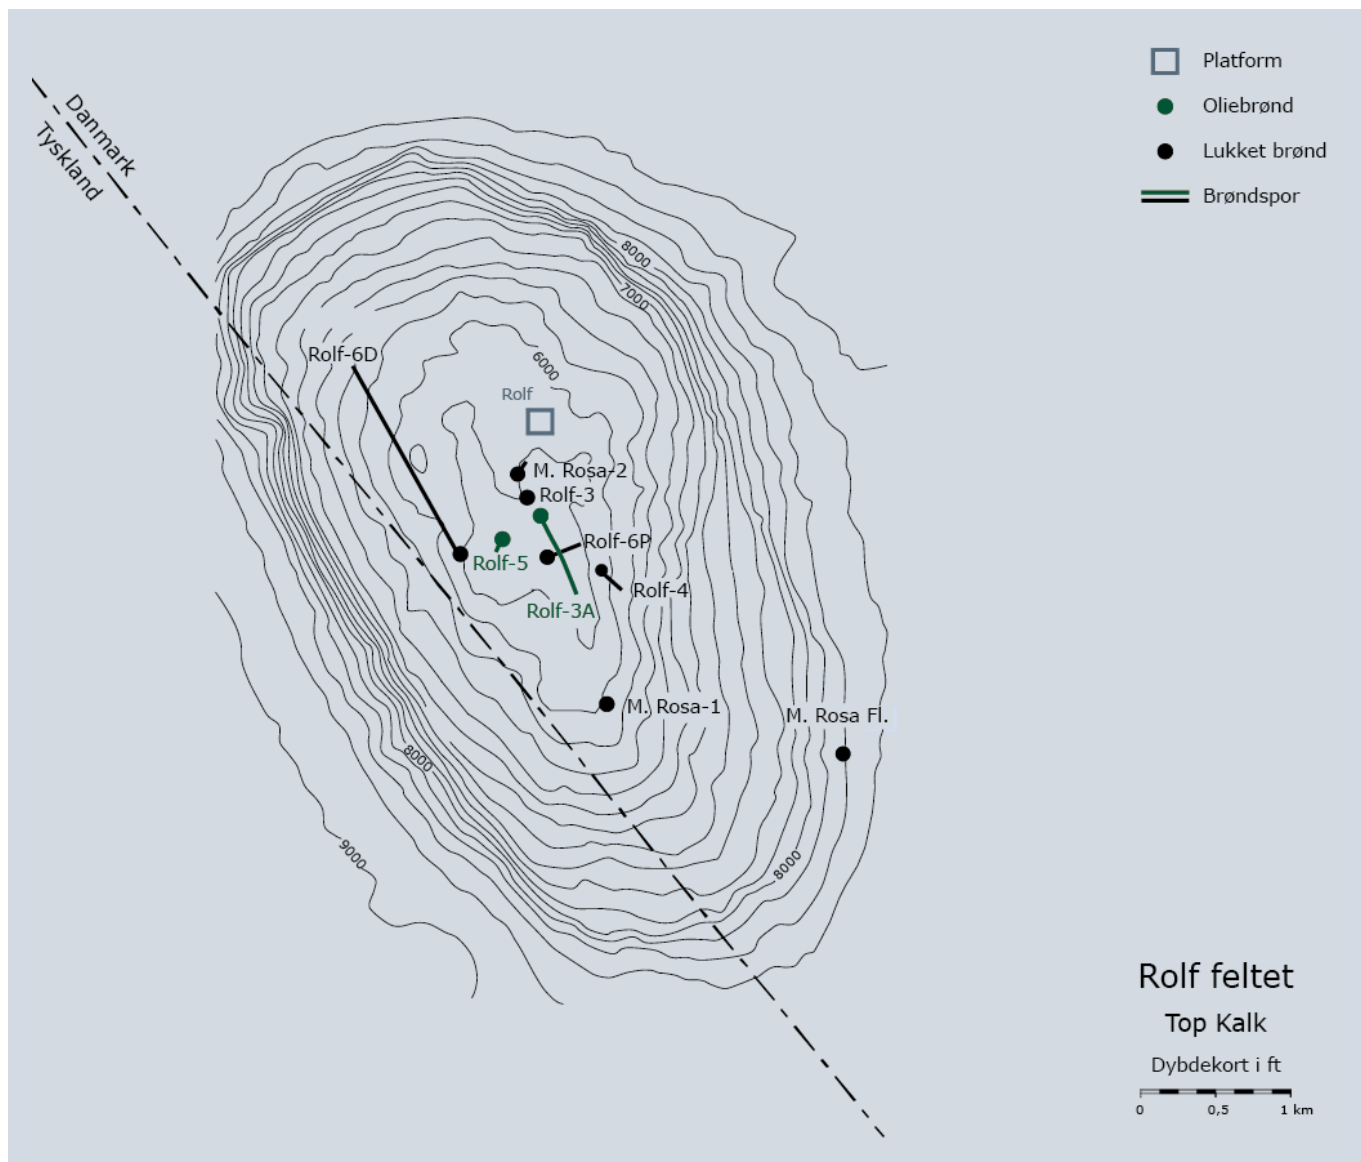 Platform
Oliebrønd
Lukket brønd
Brøndspor
Danmark
Tyskland
8000
7000
6000
Rolf-6D
Rolf
M. Rosa-2
Rolf-3
Rolf-6P
Rolf-5
Rolf-4
Rolf-3A
M. Rosa-1
M. Rosa Fl.
8000
9000
8000
Rolf feltet
Top Kalk
Dybdekort i ft
0 0,5 1 km